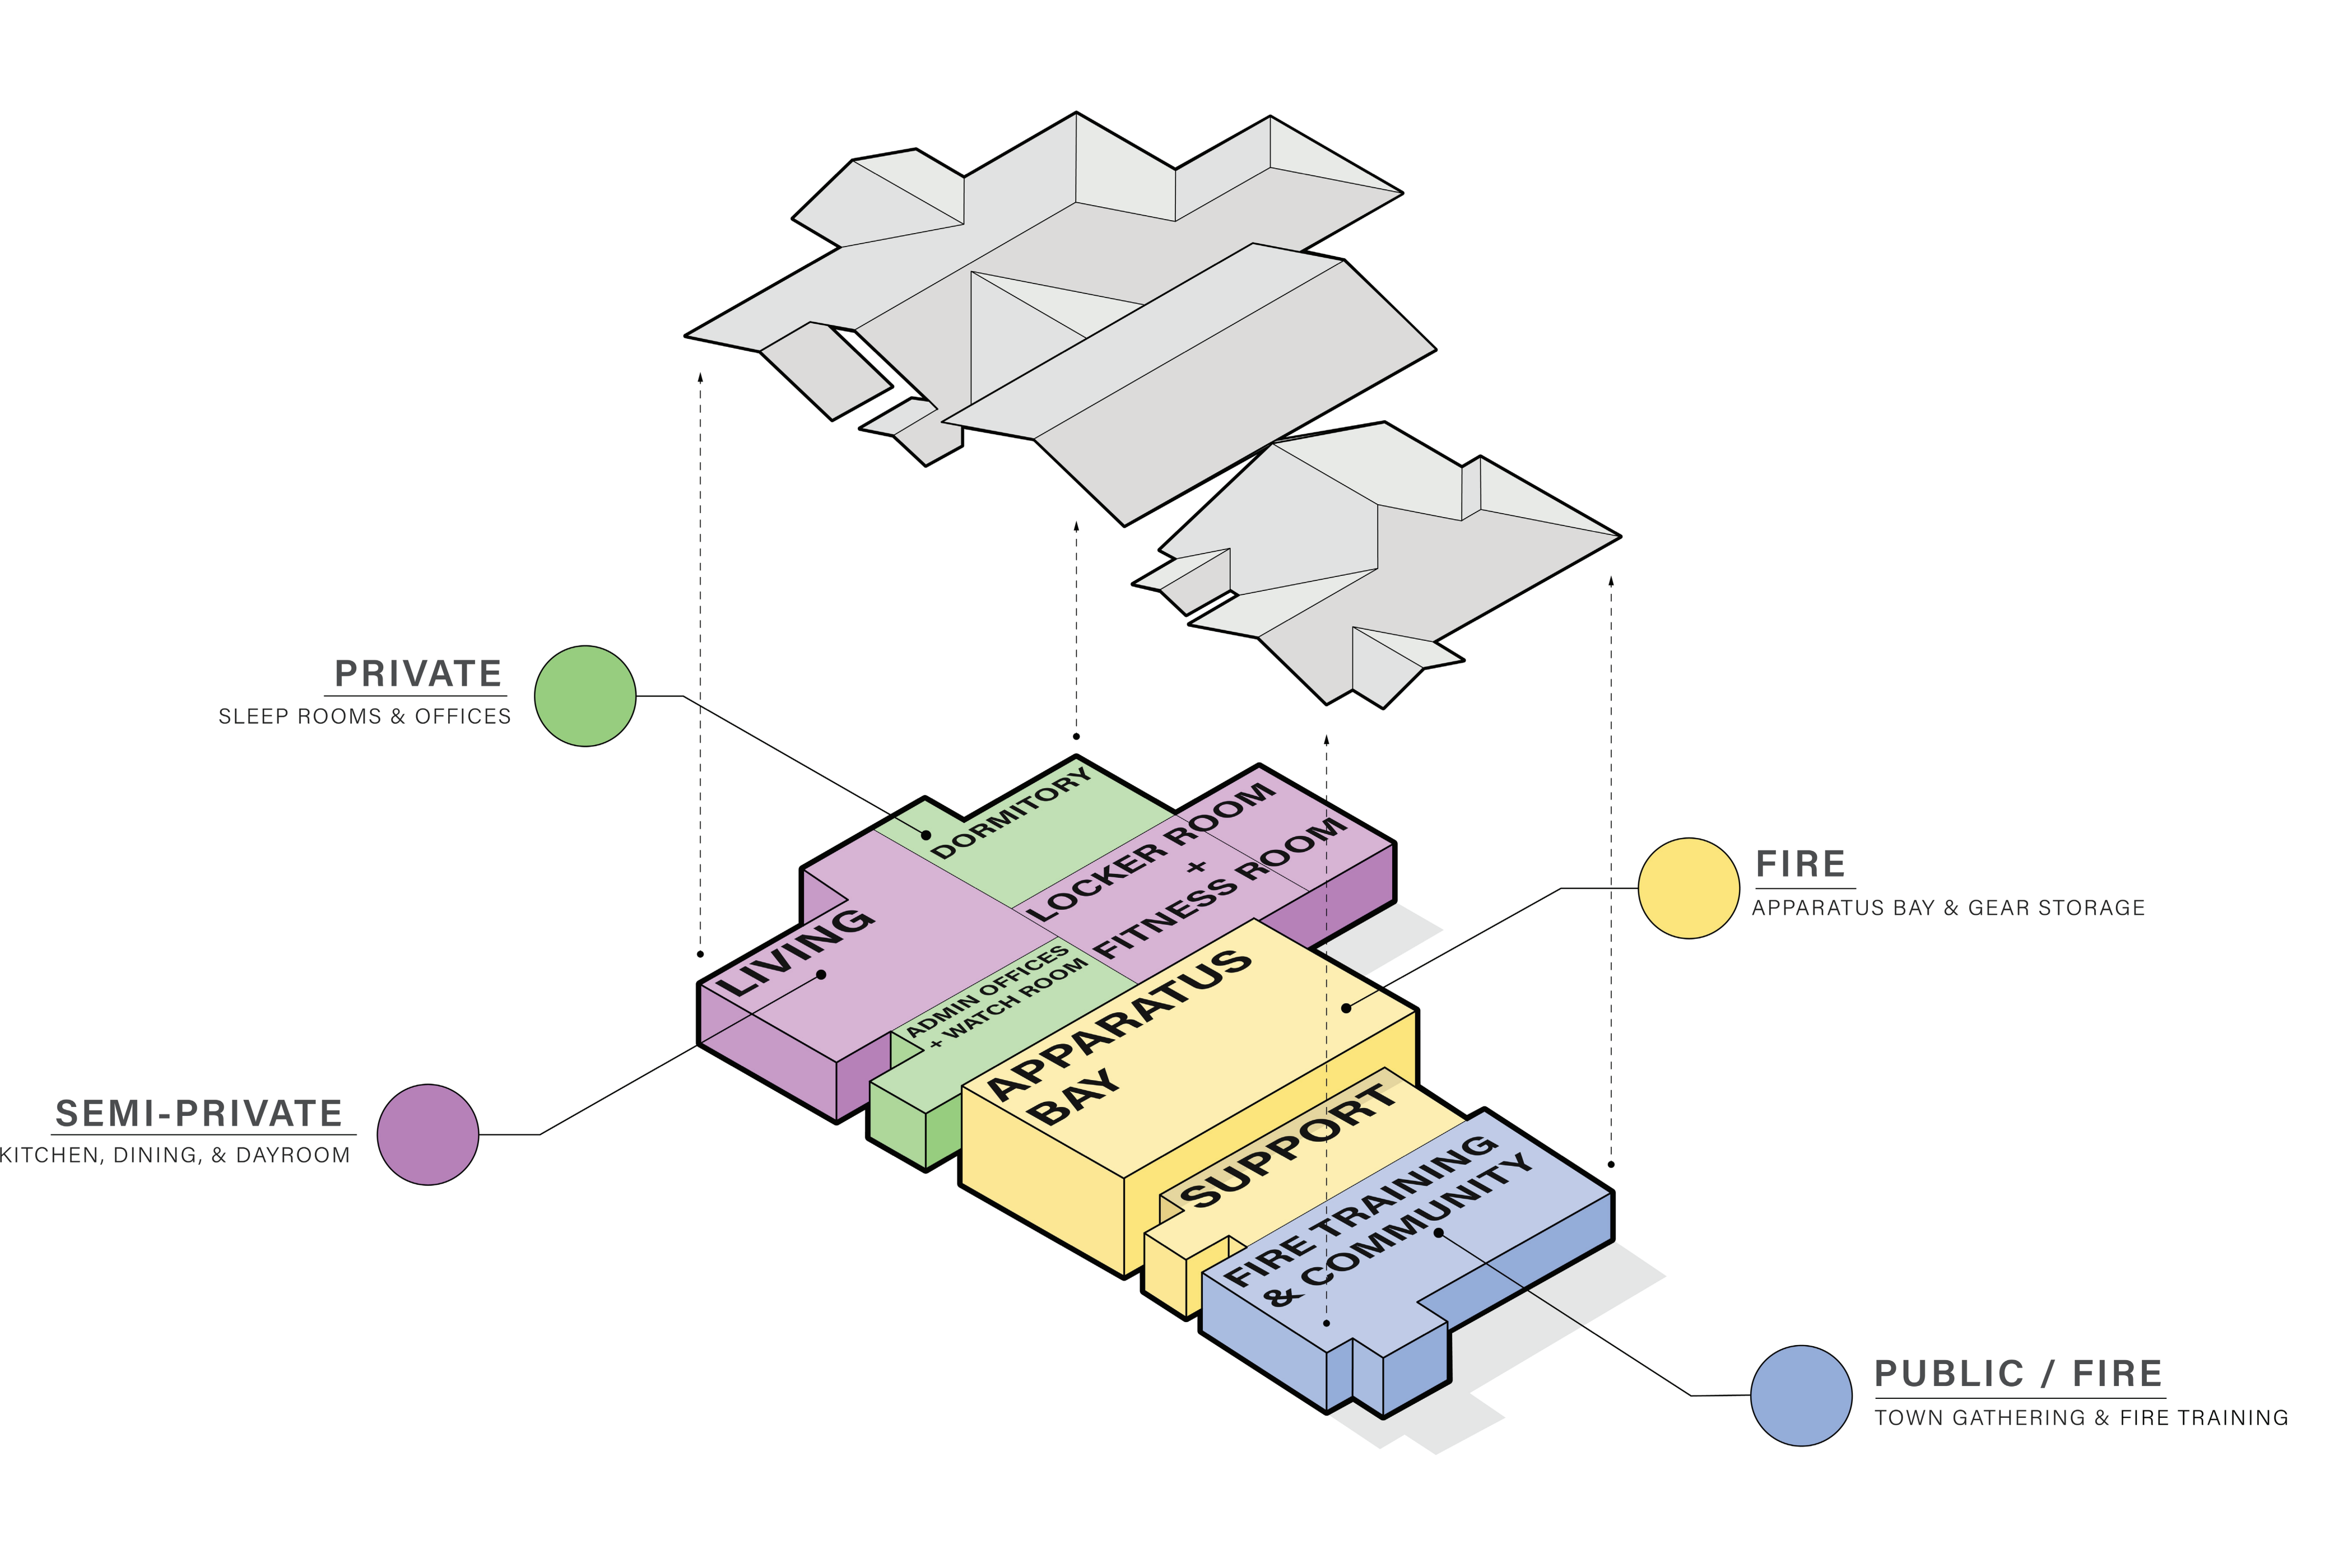 PRIVATE
SLEEP ROOMS & OFFICES
DORMITORY
LOCKER ROOM
+
FITNESS ROOM
LIVING
ADMIN OFFICES
+ WATCH ROOM
FIRE
APPARATUS BAY & GEAR STORAGE
APPARATUS
BAY
SEMI-PRIVATE
KITCHEN, DINING, & DAYROOM
SUPPORT
FIRE TRAINING
& COMMUNITY
PUBLIC / FIRE
TOWN GATHERING & FIRE TRAINING